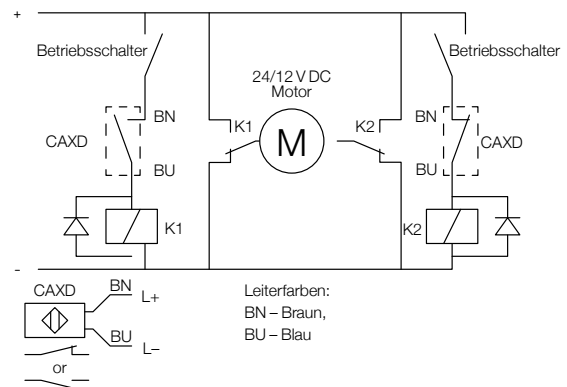 +
Betriebsschalter
Betriebsschalter
24/12 V DC
Motor
BN
K1
M
K2
BN
CAXD
CAXD
BU
BU
K1
K2
-
CAXD
BN
L+
BU
L–
or
Leiterfarben:
BN – Braun,
BU – Blau